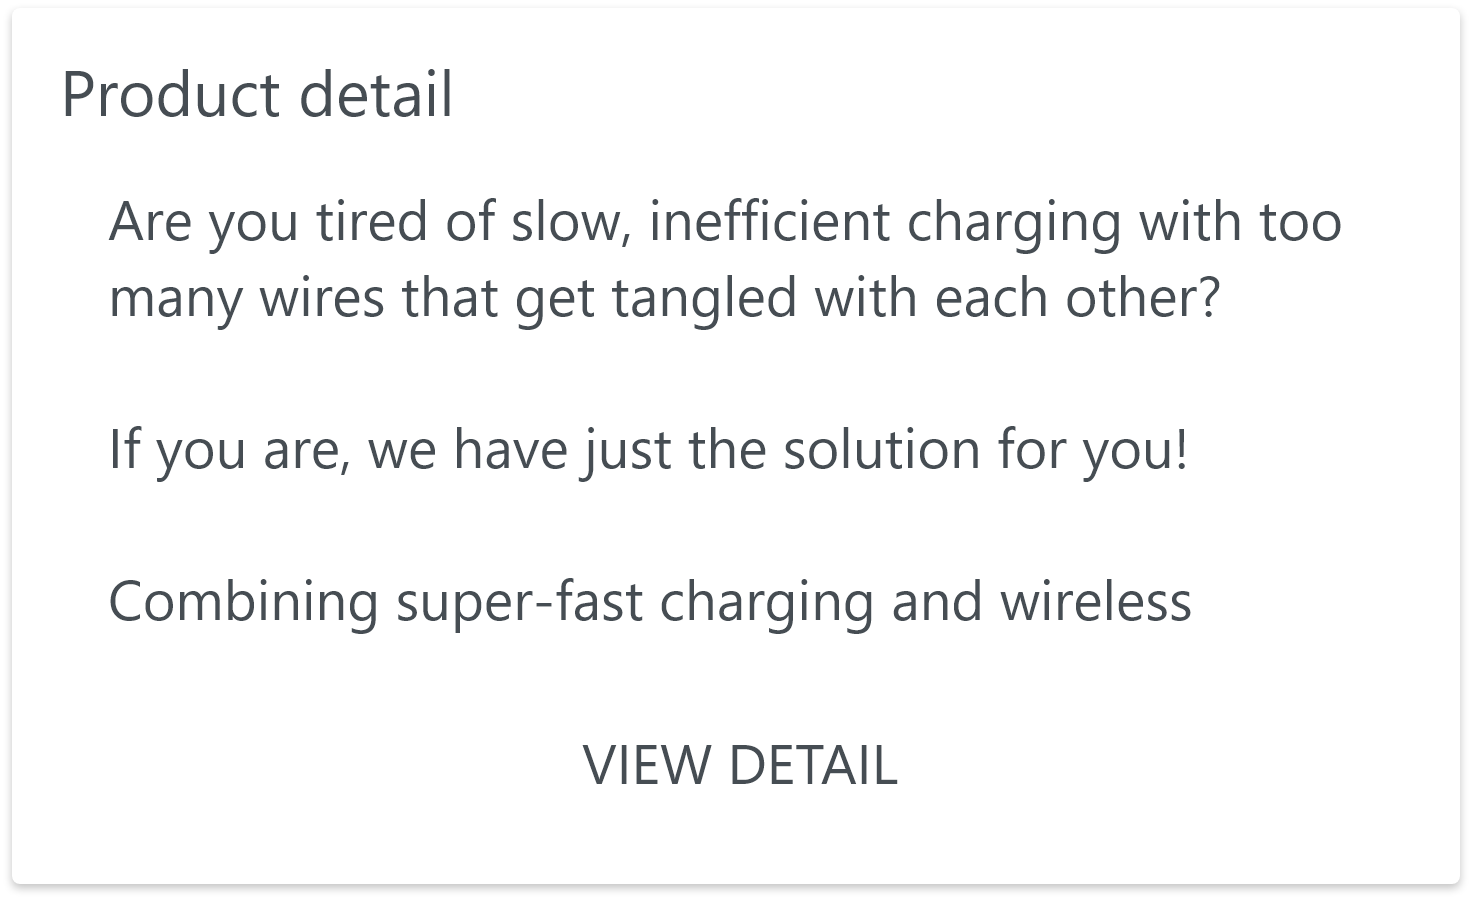 Product detail
Are you tired of slow, inefficient charging with too
many wires that get tangled with each other?
If you are, we have just the solution for you!
Combining super-fast charging and wireless
VIEW DETAIL